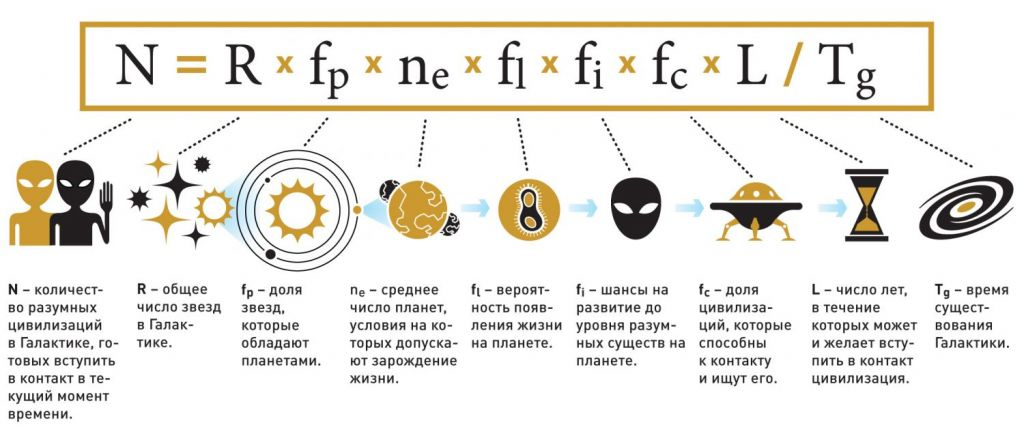 N = R x fp x ne x fl x fi x fc x L / Tg
N – количест-
во разумных
цивилизаций
в Галактике, го-
товых вступить
в контакт в те-
кущий момент
времени.
R – общее
число звезд
в Галак-
тике.
fp – доля
звезд,
которые
обладают
планетами.
ne – среднее
число планет,
условия на ко-
торых допуска-
ют зарождение
жизни.
fl – вероят-
ность появ-
ления жизни
на планете.
fi – шансы на
развитие до
уровня разум-
ных существ на
планете.
fc – доля
цивилиза-
ций, которые
способны
к контакту
и ищут его.
L – число лет,
в течение
которых может
и желает всту-
пить в контакт
цивилизация.
Tg – время
сущест-
вования
Галактики.